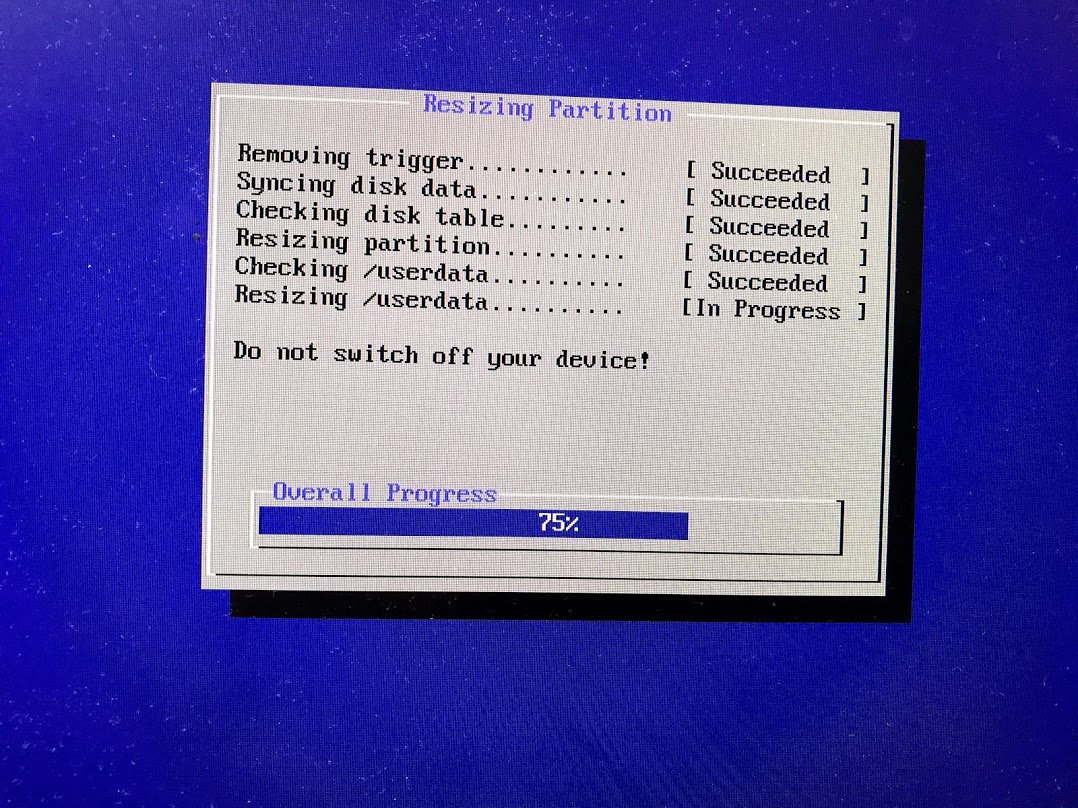 Resizing Partition
Removing trigger............ [ Succeeded ]
Syncing disk data........... [ Succeeded ]
Checking disk table......... [ Succeeded ]
Resizing partition.......... [ Succeeded ]
Checking /userdata.......... [ Succeeded ]
Resizing /userdata.......... [In Progress ]
Do not switch off your device!
Overall Progress
75%